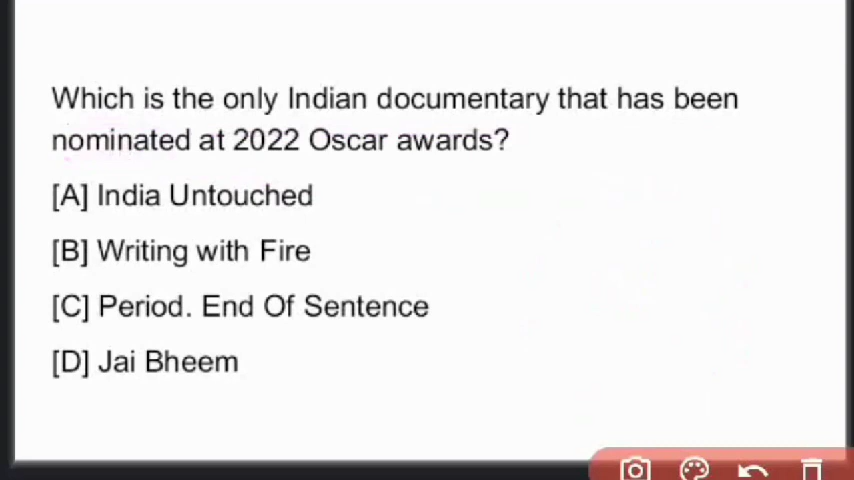 Which is the only Indian documentary that has been
nominated at 2022 Oscar awards?
[A] India Untouched
[B] Writing with Fire
[C] Period. End Of Sentence
[D] Jai Bheem